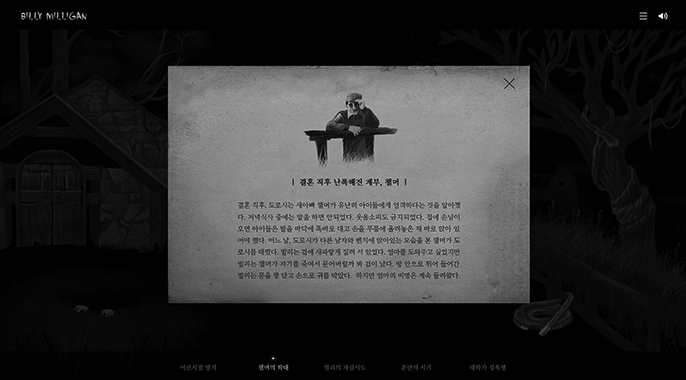 BILLY MILLIGAN
| 결혼 직후 난폭해진 계부, 챌머 |
결혼 직후, 도로시는 새아빠 챌머가 유난히 아이들에게 엄격하다는 것을 알아챘
다. 저녁식사 중에는 말을 하면 안되었다. 웃음소리도 금지되었다. 집에 손님이
오면 아이들은 발을 바닥에 똑바로 대고 손을 무릎에 올려놓은 채 바로 앉아 있
어야 했다. 어느 날, 도로시가 다른 남자와 벤치에 앉아있는 모습을 본 챌머가 도
로시를 때렸다. 빌리는 겁에 새파랗게 질려 서 있었다. 엄마를 도와주고 싶었지만
빌리는 챌머가 자기를 죽여서 묻어버릴까 봐 겁이 났다. 방 안으로 뛰어 들어간
빌리는 문을 쾅 닫고 손으로 귀를 막았다. 하지만 엄마의 비명은 계속 들려왔다.
어린시절 망치
챌머의 학대
빌리의 자살시도
혼란의 시기
대학가 성폭행